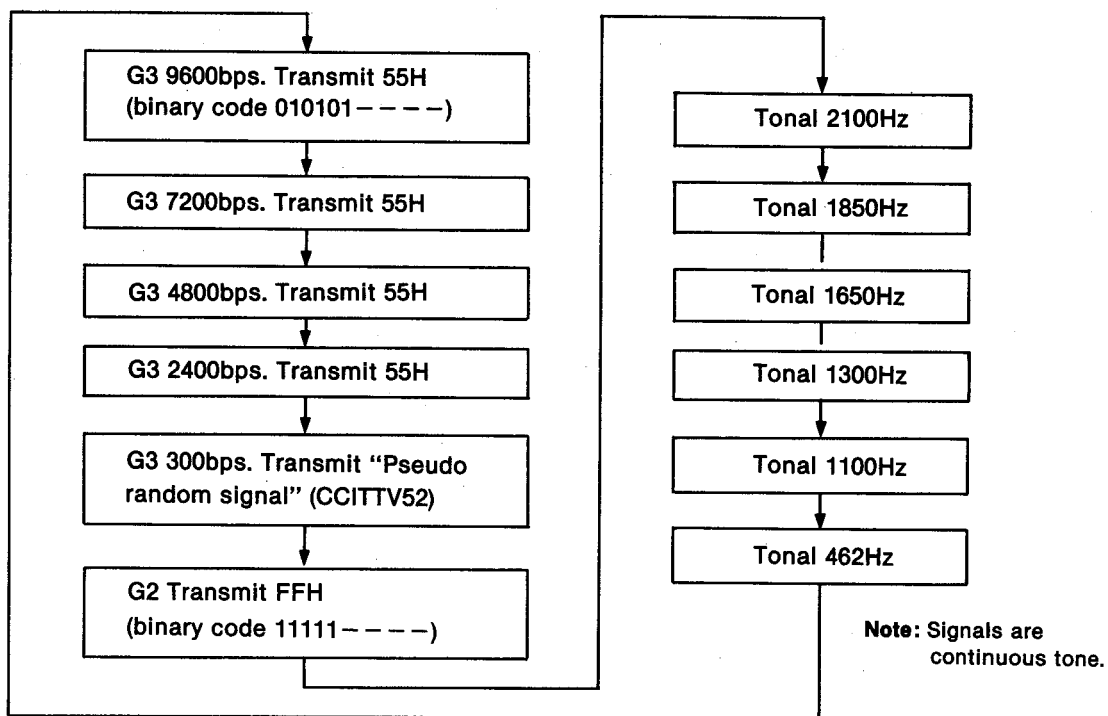 G3 9600bps. Transmit 55H
(binary code 010101————)
G3 7200bps. Transmit 55H
G3 4800bps. Transmit 55H
G3 2400bps. Transmit 55H
G3 300bps. Transmit “Pseudo
random signal” (CCITTV52)
G2 Transmit FFH
(binary code 11111————)
Tonal 2100Hz
Tonal 1850Hz
Tonal 1650Hz
Tonal 1300Hz
Tonal 1100Hz
Tonal 462Hz
Note: Signals are
continuous tone.